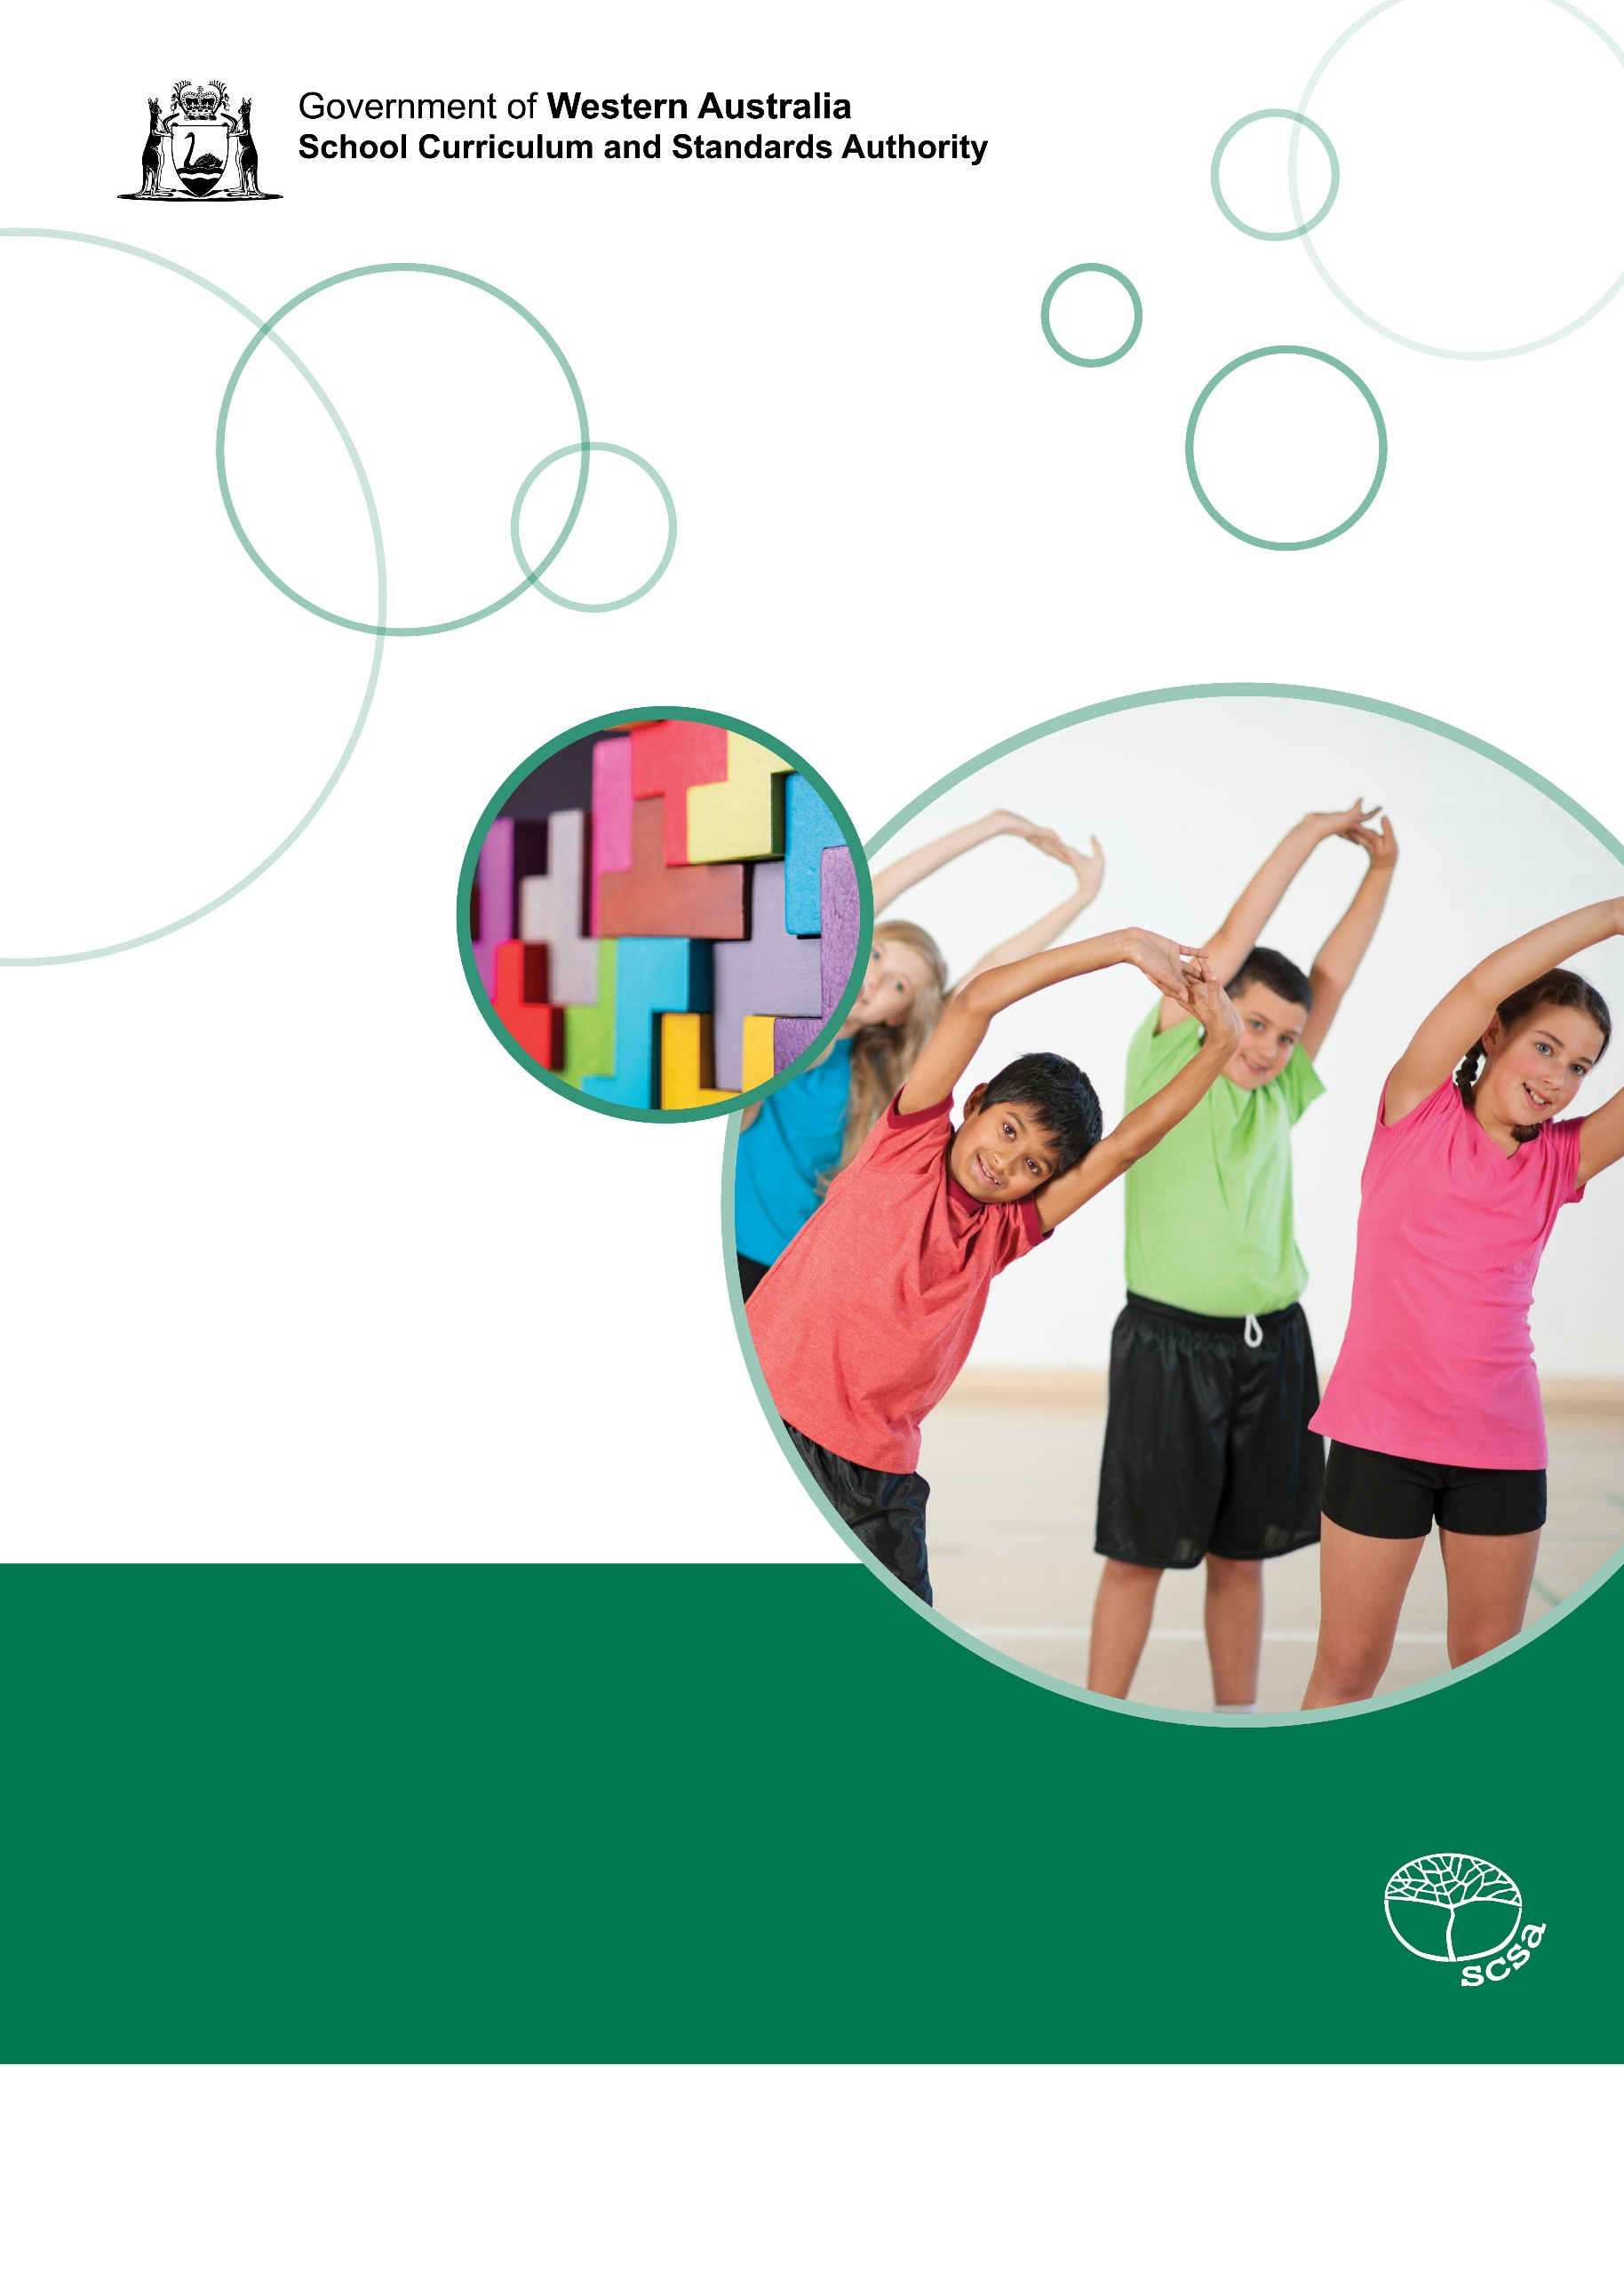 Government of Western Australia
School Curriculum and Standards Authority
scsa